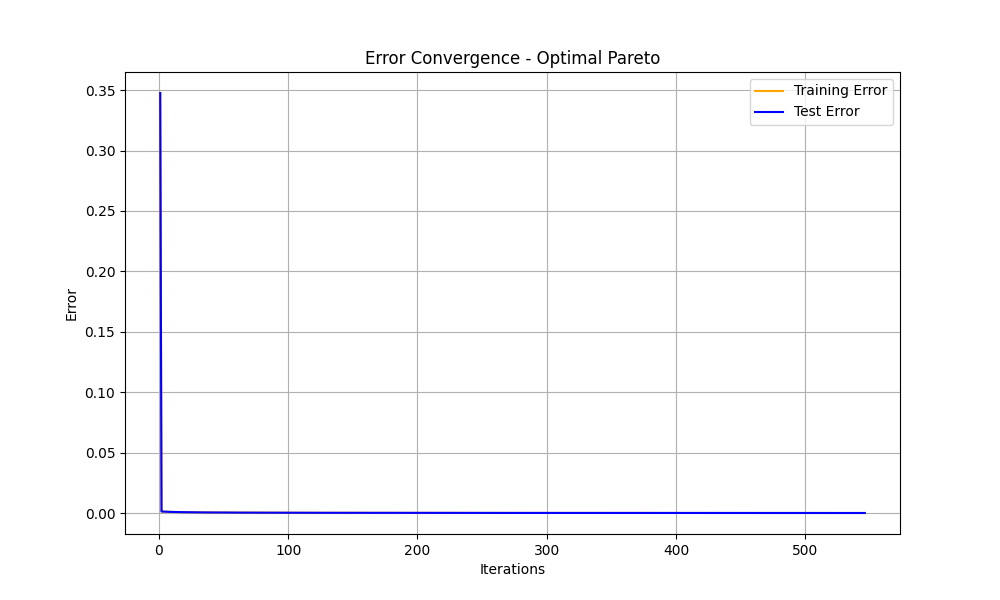 Error Convergence - Optimal Pareto
Training Error
Test Error
0.35
0.30
0.25
0.20
0.15
0.10
0.05
0.00
Error
0 100 200 300 400 500
Iterations